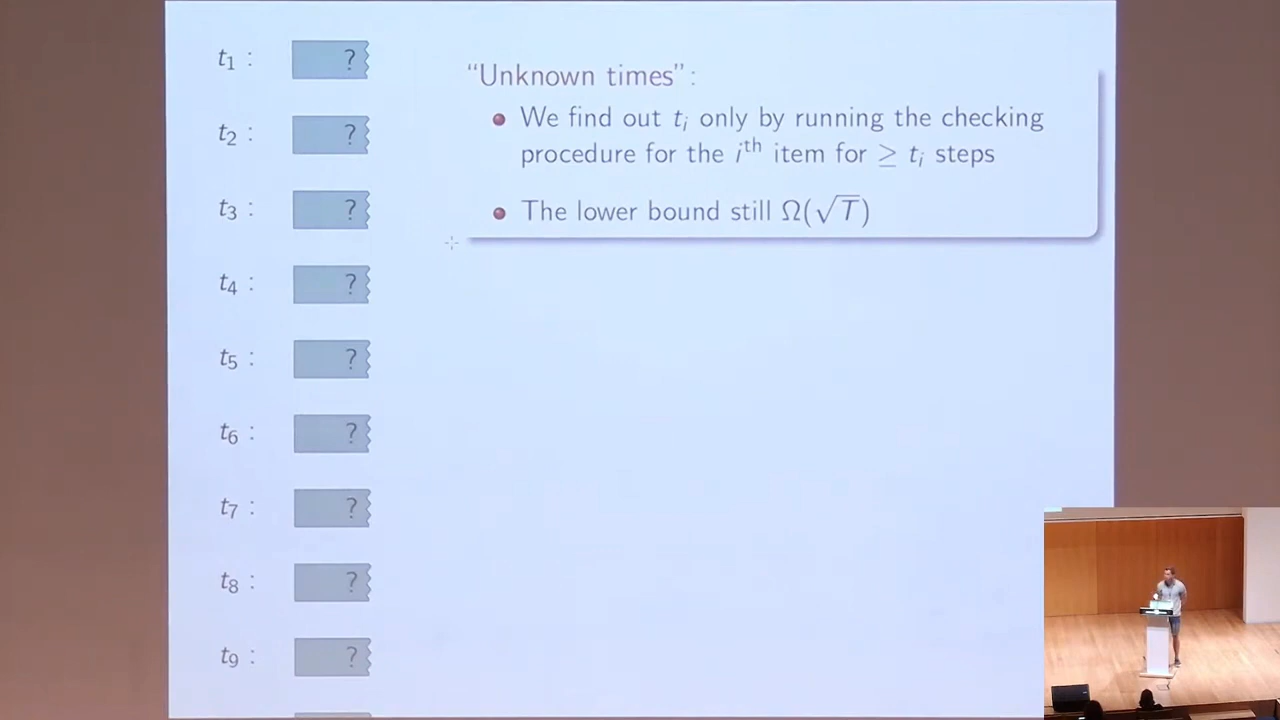 t₁ : ?
t₂ : ?
t₃ : ?
t₄ : ?
t₅ : ?
t₆ : ?
t₇ : ?
t₈ : ?
t₉ : ?
“Unknown times”:
We find out tᵢ only by running the checking
procedure for the iᵗʰ item for ≥ tᵢ steps
The lower bound still Ω(√T)